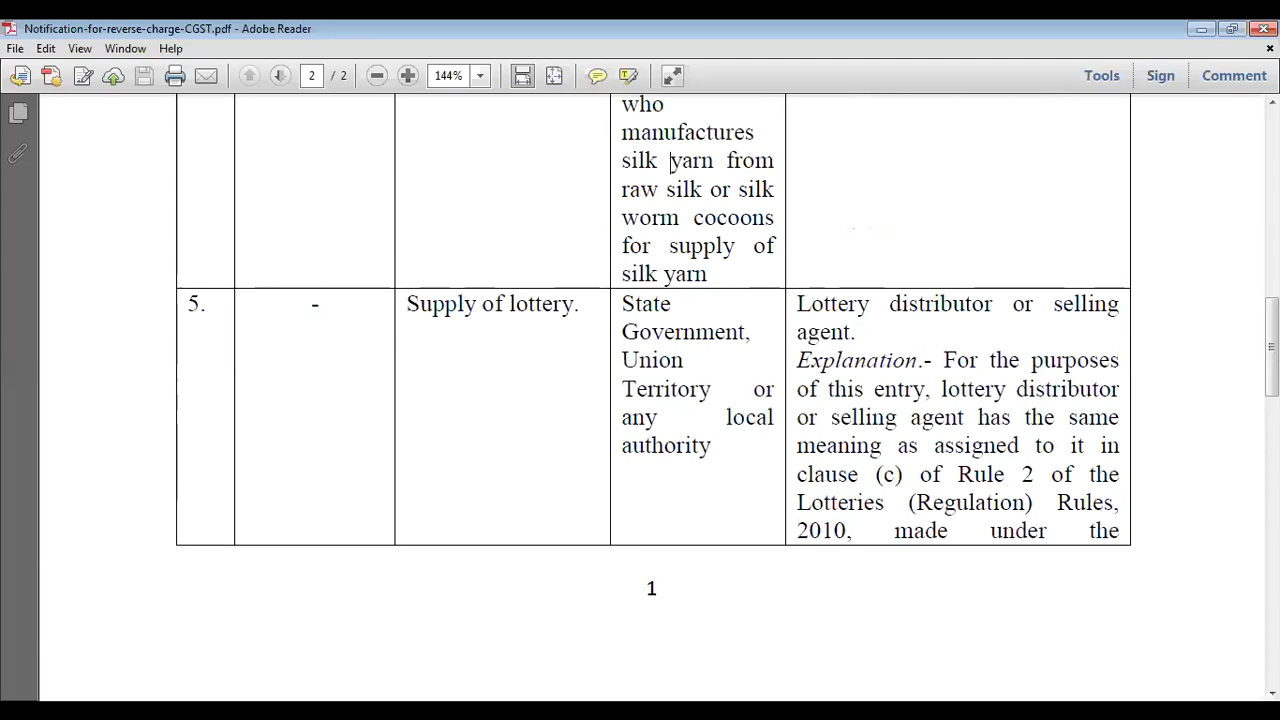 Notification-for-reverse-charge-CGST.pdf - Adobe Reader
File Edit View Window Help
2 / 2 144% Tools Sign Comment
who
manufactures
silk yarn from
raw silk or silk
worm cocoons
for supply of
silk yarn
5.
-
Supply of lottery.
State
Government,
Union
Territory or
any local
authority
Lottery distributor or selling
agent.
Explanation.- For the purposes
of this entry, lottery distributor
or selling agent has the same
meaning as assigned to it in
clause (c) of Rule 2 of the
Lotteries (Regulation) Rules,
2010, made under the
1